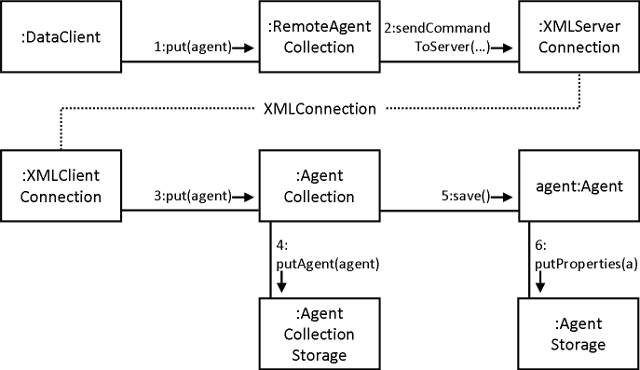 :DataClient
1:put(agent)
:RemoteAgent
Collection
2:sendCommand
ToServer(...)
:XMLServer
Connection
XMLConnection
:XMLClient
Connection
3:put(agent)
:Agent
Collection
5:save()
agent:Agent
4:
putAgent(agent)
6:
putProperties(a)
:Agent
Collection
Storage
:Agent
Storage